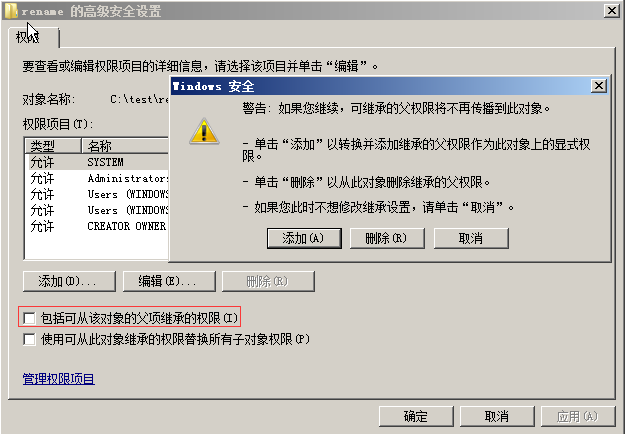 rename 的高级安全设置
权限
要查看或编辑权限项目的详细信息，请选择该项目并单击“编辑”。
Windows 安全
对象名称: C:\test\re
警告: 如果您继续，可继承的父权限将不再传播到此对象。
- 单击“添加”以转换并添加继承的父权限作为此对象上的显式权
限。
- 单击“删除”以从此对象删除继承的父权限。
- 如果您此时不想修改继承设置，请单击“取消”。
添加(A) 删除(R) 取消
权限项目(T):
类型 名称
允许 SYSTEM
允许 Administrators
允许 Users (WINDOWS
允许 Users (WINDOWS
允许 CREATOR OWNER
添加(D)... 编辑(E)... 删除(R)
包括可从该对象的父项继承的权限(I)
使用可从此对象继承的权限替换所有子对象权限(P)
管理权限项目
确定 取消 应用(A)